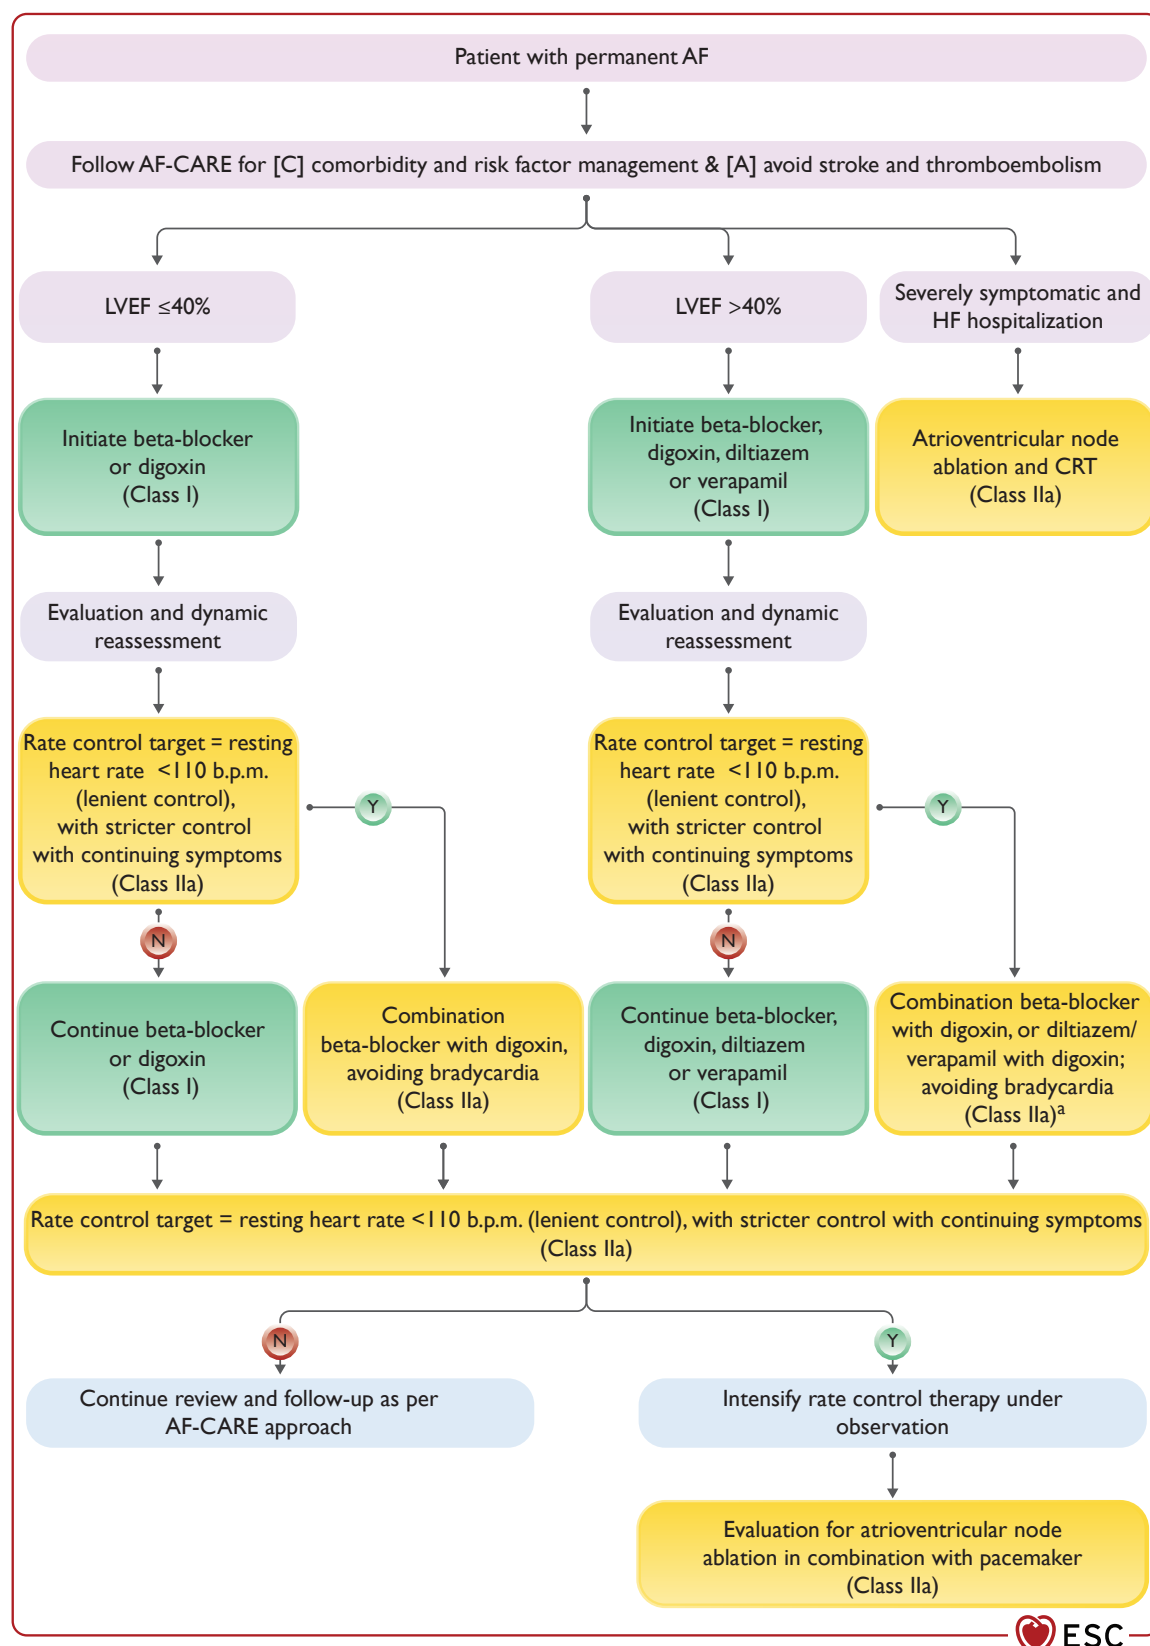 Patient with permanent AF
Follow AF-CARE for [C] comorbidity and risk factor management & [A] avoid stroke and thromboembolism
LVEF ≤40%
LVEF >40%
Severely symptomatic and
HF hospitalization
Initiate beta-blocker
or digoxin
(Class I)
Initiate beta-blocker,
digoxin, diltiazem
or verapamil
(Class I)
Atrioventricular node
ablation and CRT
(Class IIa)
Evaluation and dynamic
reassessment
Evaluation and dynamic
reassessment
Rate control target = resting
heart rate <110 b.p.m.
(lenient control),
with stricter control
with continuing symptoms
(Class IIa)
Y
Rate control target = resting
heart rate <110 b.p.m.
(lenient control),
with stricter control
with continuing symptoms
(Class IIa)
Y
N
N
Continue beta-blocker
or digoxin
(Class I)
Combination
beta-blocker with digoxin,
avoiding bradycardia
(Class IIa)
Continue beta-blocker,
digoxin, diltiazem
or verapamil
(Class I)
Combination beta-blocker
with digoxin, or diltiazem/
verapamil with digoxin;
avoiding bradycardia
(Class IIa)a
Rate control target = resting heart rate <110 b.p.m. (lenient control), with stricter control with continuing symptoms
(Class IIa)
N
Y
Continue review and follow-up as per
AF-CARE approach
Intensify rate control therapy under
observation
Evaluation for atrioventricular node
ablation in combination with pacemaker
(Class IIa)
ESC